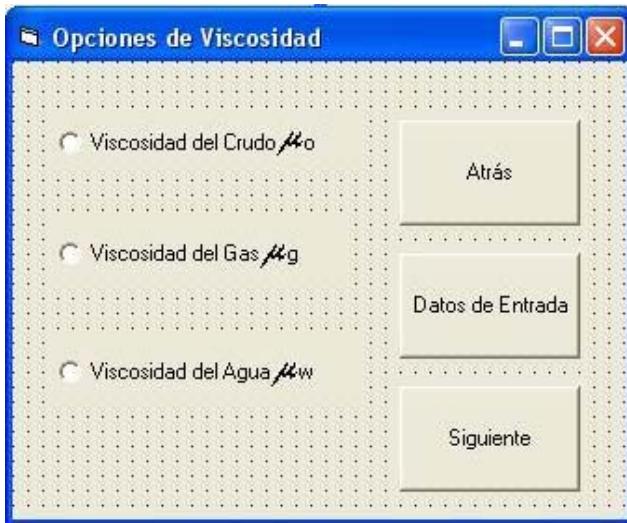 Opciones de Viscosidad
Viscosidad del Crudo μo
Viscosidad del Gas μg
Viscosidad del Agua μw
Atrás
Datos de Entrada
Siguiente